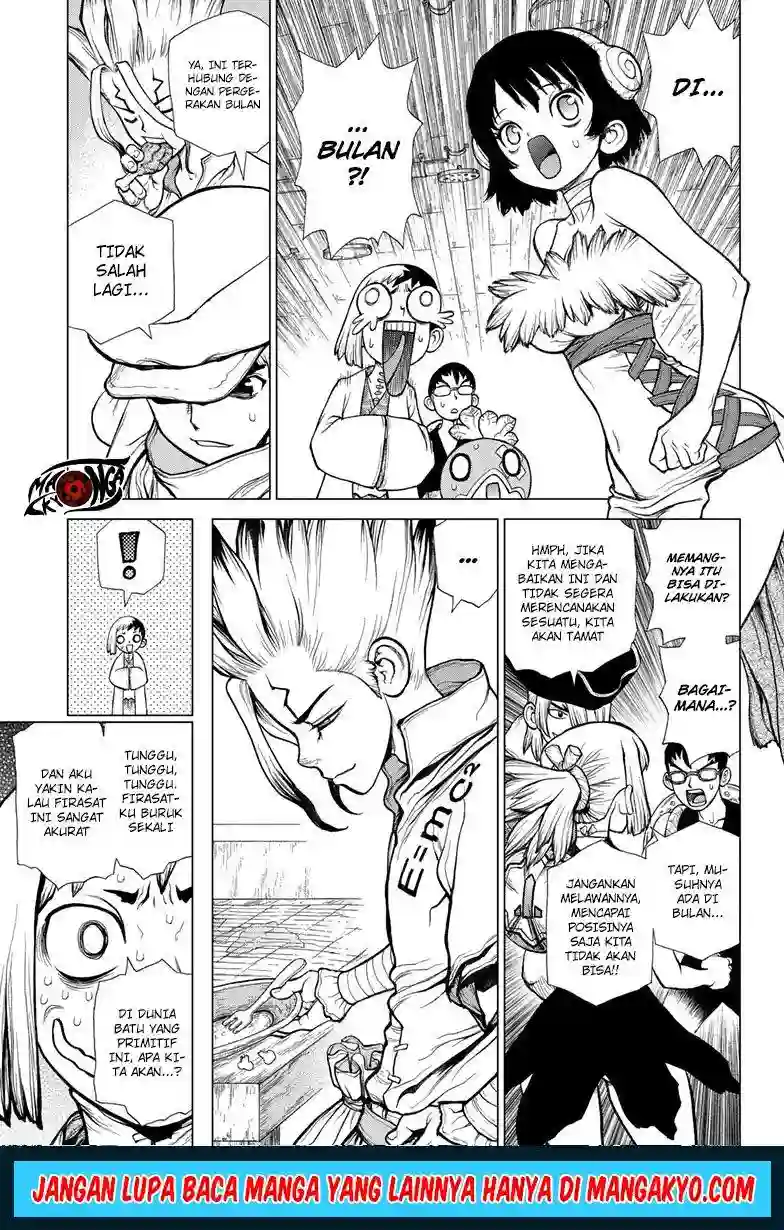 DI...
...
BULAN
?!
YA, INI TER-
HUBUNG DE-
NGAN PERGE-
RAKAN BULAN
TIDAK
SALAH
LAGI...
MEMANG-
NYA ITU
BISA DI-
LAKUKAN?
BAGAI-
MANA...?
HMPH, JIKA
KITA MENGA-
BAIKAN INI DAN
TIDAK SEGERA
MERENCANAKAN
SESUATU, KITA
AKAN TAMAT
TAPI, MU-
SUHNYA
ADA DI
BULAN...
JANGANKAN
MELAWANNYA,
MENCAPAI
POSISINYA
SAJA KITA
TIDAK AKAN
BISA!!
...
E=mc²
!
TUNGGU,
TUNGGU,
TUNGGU.
FIRASAT-
KU BURUK
SEKALI
DAN AKU
YAKIN KA-
LAU FIRASAT
INI SANGAT
AKURAT
DI DUNIA
BATU YANG
PRIMITIF
INI, APA KI-
TA AKAN...?
MANGA
KYO
JANGAN LUPA BACA MANGA YANG LAINNYA HANYA DI MANGAKYO.COM